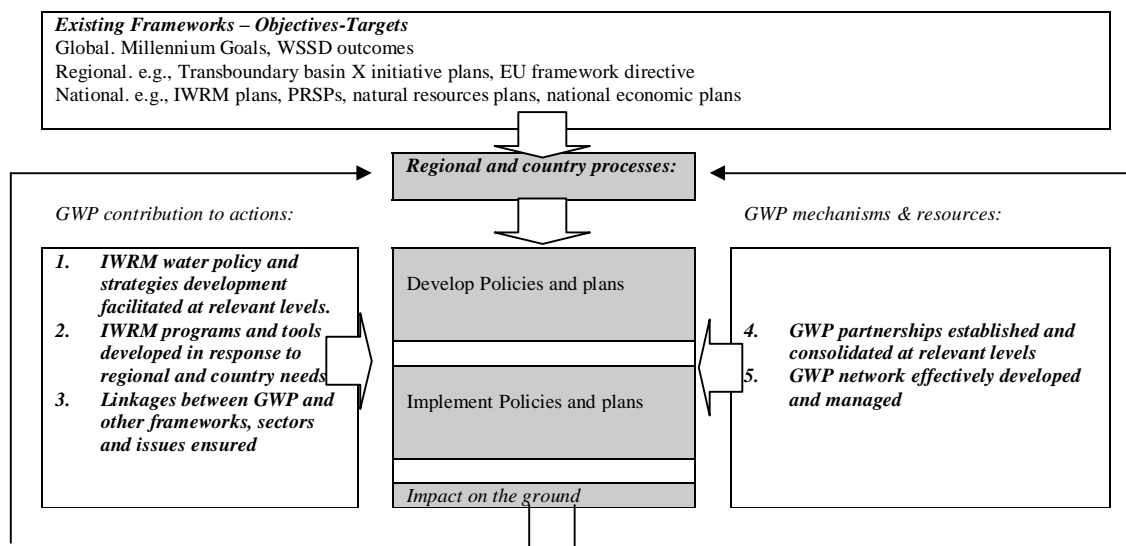 Existing Frameworks – Objectives-Targets
Global. Millennium Goals, WSSD outcomes
Regional. e.g., Transboundary basin X initiative plans, EU framework directive
National. e.g., IWRM plans, PRSPs, natural resources plans, national economic plans
Regional and country processes:
GWP contribution to actions:
1. IWRM water policy and
strategies development
facilitated at relevant levels.
2. IWRM programs and tools
developed in response to
regional and country needs
3. Linkages between GWP and
other frameworks, sectors
and issues ensured
Develop Policies and plans
Implement Policies and plans
Impact on the ground
GWP mechanisms & resources:
4. GWP partnerships established and
consolidated at relevant levels
5. GWP network effectively developed
and managed